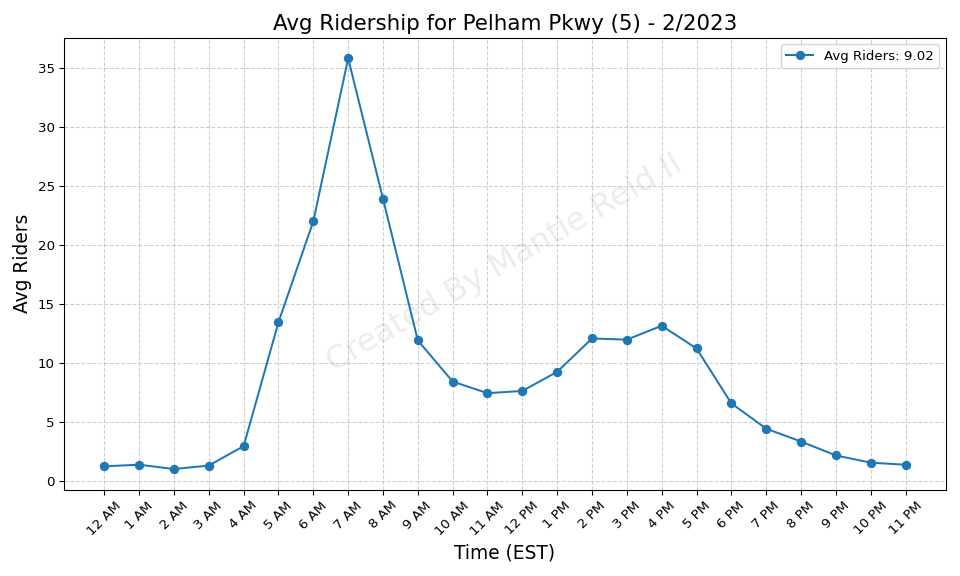 Avg Ridership for Pelham Pkwy (5) - 2/2023
Avg Riders: 9.02
Created By Mantie Reid II
Avg Riders
35
30
25
20
15
10
5
0
12 AM
1 AM
2 AM
3 AM
4 AM
5 AM
6 AM
7 AM
8 AM
9 AM
10 AM
11 AM
12 PM
1 PM
2 PM
3 PM
4 PM
5 PM
6 PM
7 PM
8 PM
9 PM
10 PM
11 PM
Time (EST)